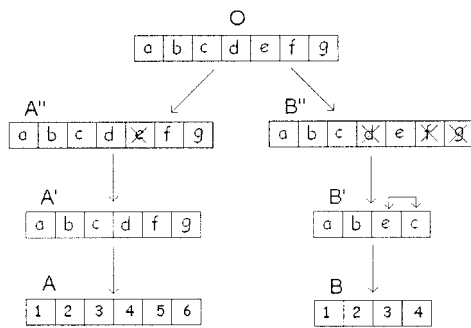 O
a b c d e f g
A"
B"
a b c d e f g
a b c d e f g
A'
B'
a b c d f g
a b e c
A
B
1 2 3 4 5 6
1 2 3 4